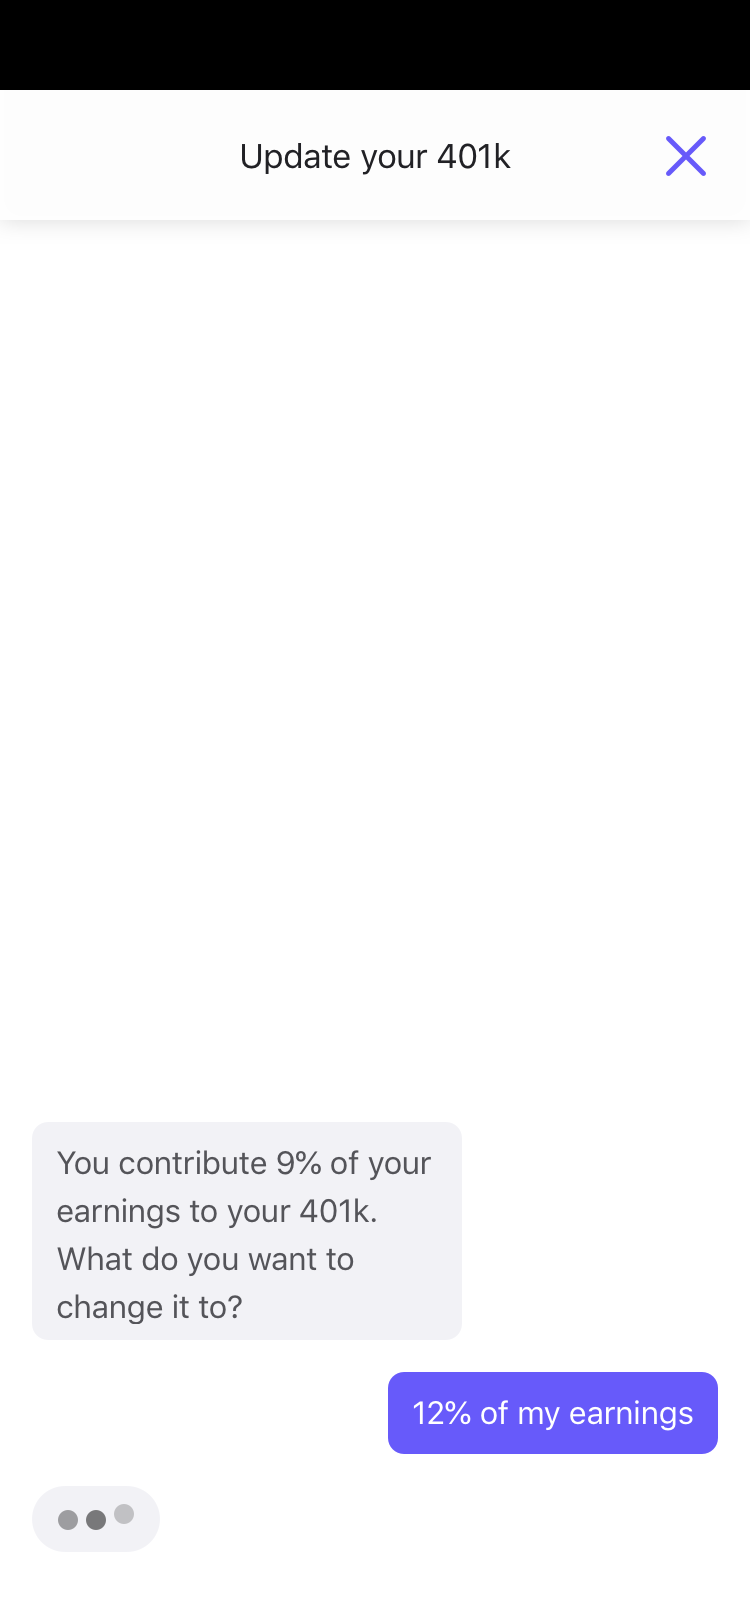 Update your 401k
You contribute 9% of your
earnings to your 401k.
What do you want to
change it to?
12% of my earnings